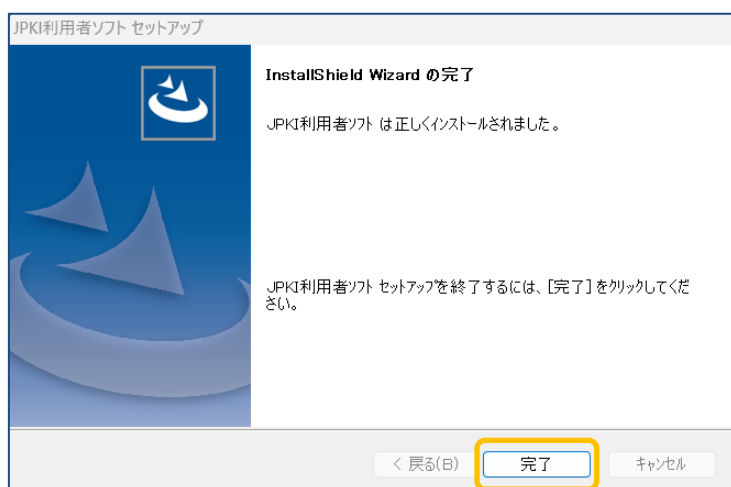 JPKI利用者ソフト セットアップ
InstallShield Wizard の完了
JPKI利用者ソフト は正しくインストールされました。
JPKI利用者ソフト セットアップを終了するには、[完了] をクリックしてくだ
さい。
< 戻る(B)
完了
キャンセル